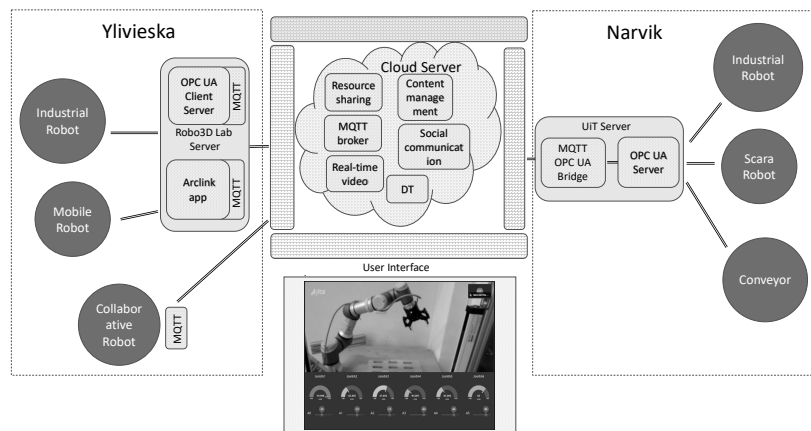 Ylivieska
Industrial
Robot
Mobile
Robot
Collabor
ative
Robot
MQTT
OPC UA
Client
Server
MQTT
Robo3D Lab
Server
Arclink
app
MQTT
Cloud Server
Resource
sharing
Content
manage
ment
MQTT
broker
Social
communicat
ion
Real-time
video
DT
User Interface
Narvik
UiT Server
MQTT
OPC UA
Bridge
OPC UA
Server
Industrial
Robot
Scara
Robot
Conveyor